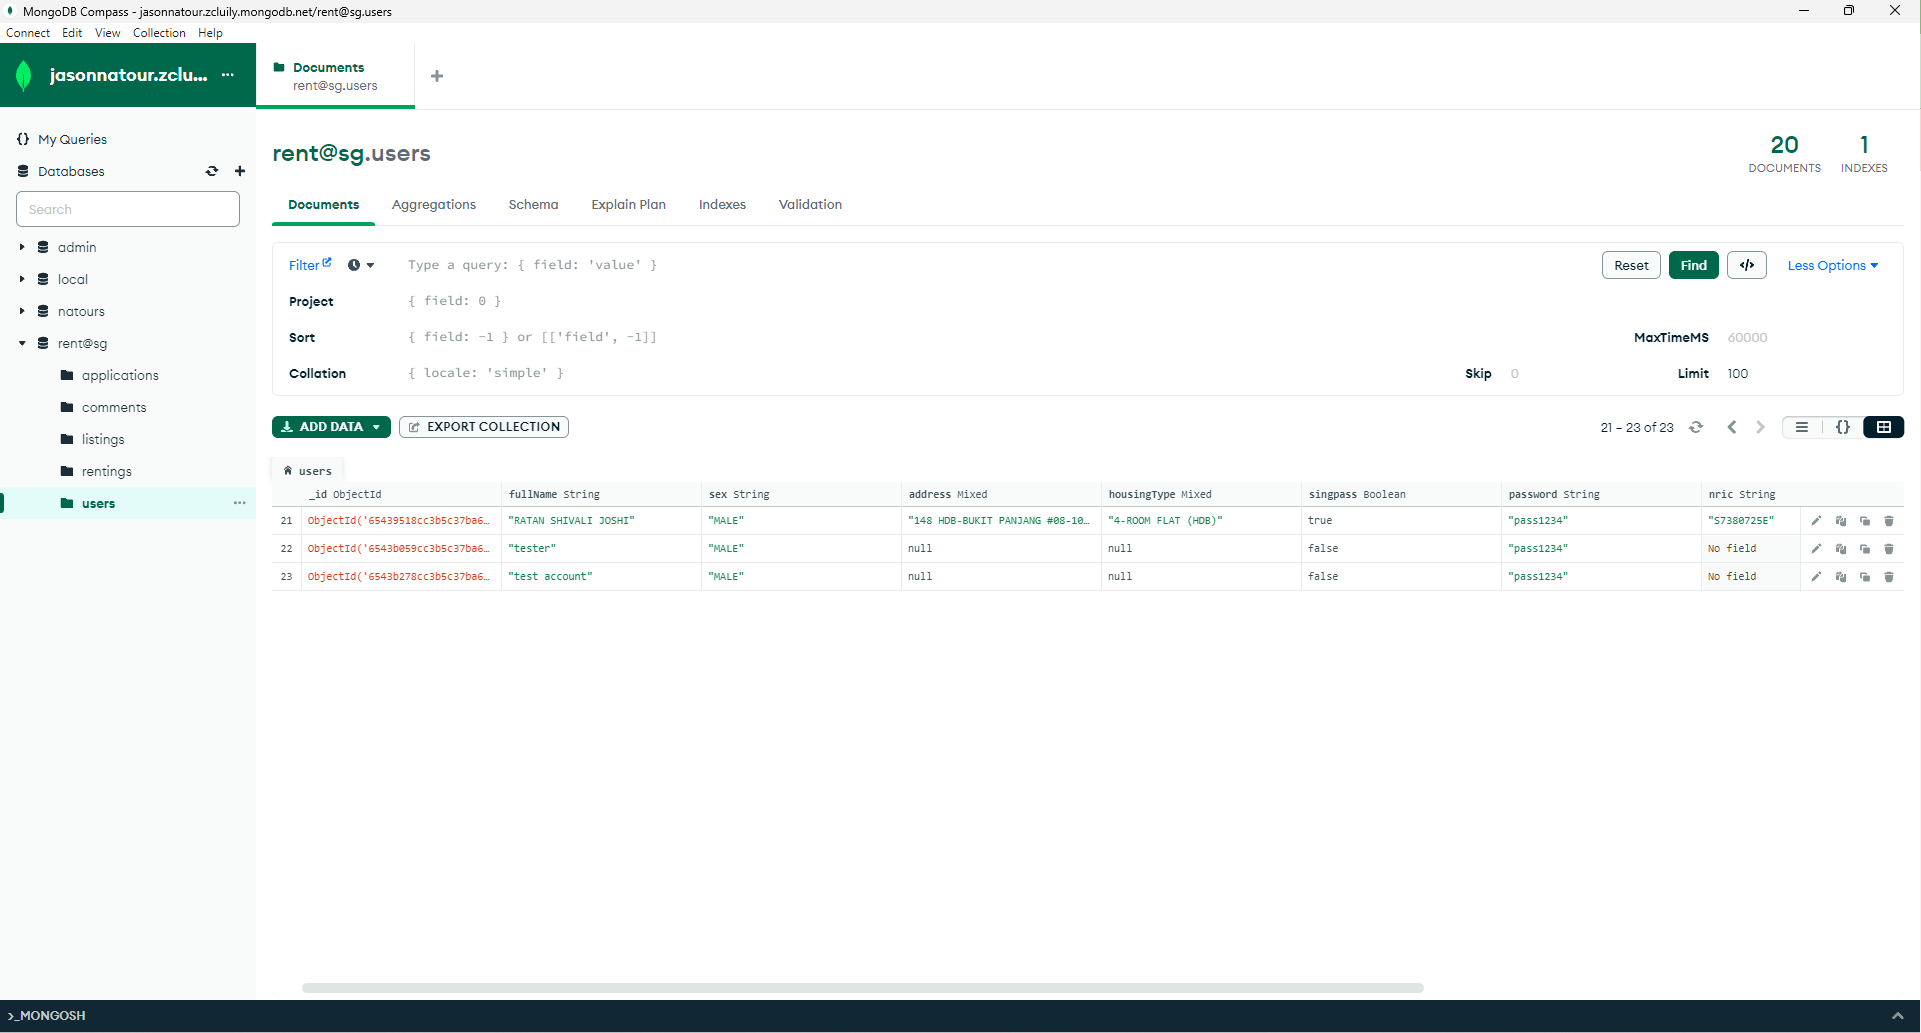 MongoDB Compass - jasonnatour.zcluily.mongodb.net/rent@sg.users
Connect Edit View Collection Help
jasonnatour.zclu... ...
Documents
rent@sg.users
My Queries
Databases
Search
admin
local
natours
rent@sg
applications
comments
listings
rentings
users ...
rent@sg.users
20 DOCUMENTS
1 INDEXES
Documents Aggregations Schema Explain Plan Indexes Validation
Filter Type a query: { field: 'value' } Reset Find </> Less Options
Project { field: 0 }
Sort { field: -1 } or [['field', -1]] MaxTimeMS 60000
Collation { locale: 'simple' } Skip 0 Limit 100
ADD DATA EXPORT COLLECTION 21 – 23 of 23 {}
users
_id ObjectId fullName String sex String address Mixed housingType Mixed singpass Boolean password String nric String
21 ObjectId('65439518cc3b5c37ba6... "RATAN SHIVALI JOSHI" "MALE" "148 HDB-BUKIT PANJANG #08-10... "4-ROOM FLAT (HDB)" true "pass1234" "S7380725E"
22 ObjectId('6543b059cc3b5c37ba6... "tester" "MALE" null null false "pass1234" No field
23 ObjectId('6543b278cc3b5c37ba6... "test account" "MALE" null null false "pass1234" No field
>_MONGOSH